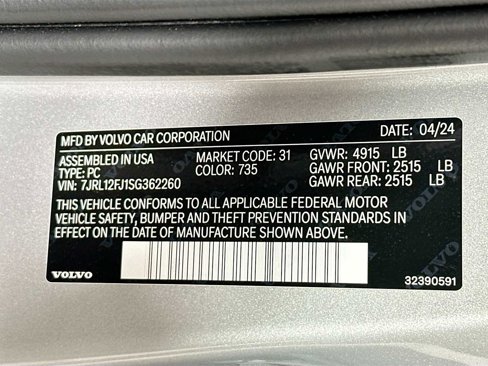 MFD BY VOLVO CAR CORPORATION DATE: 04/24
ASSEMBLED IN USA MARKET CODE: 31 GVWR: 4915 LB
TYPE: PC COLOR: 735 GAWR FRONT: 2515 LB
VIN: 7JRL12FJ1SG362260 GAWR REAR: 2515 LB
THIS VEHICLE CONFORMS TO ALL APPLICABLE FEDERAL MOTOR
VEHICLE SAFETY, BUMPER AND THEFT PREVENTION STANDARDS IN
EFFECT ON THE DATE OF MANUFACTURE SHOWN ABOVE.
VOLVO 32390591